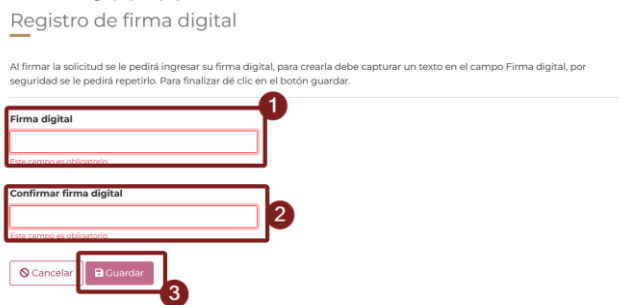 Registro de firma digital
Al firmar la solicitud se le pedirá ingresar su firma digital, para crearla debe capturar un texto en el campo Firma digital, por
seguridad se le pedirá repetirlo. Para finalizar dé clic en el botón guardar.
1
Firma digital
Este campo es obligatorio.
Confirmar firma digital
2
Este campo es obligatorio.
Cancelar Guardar
3